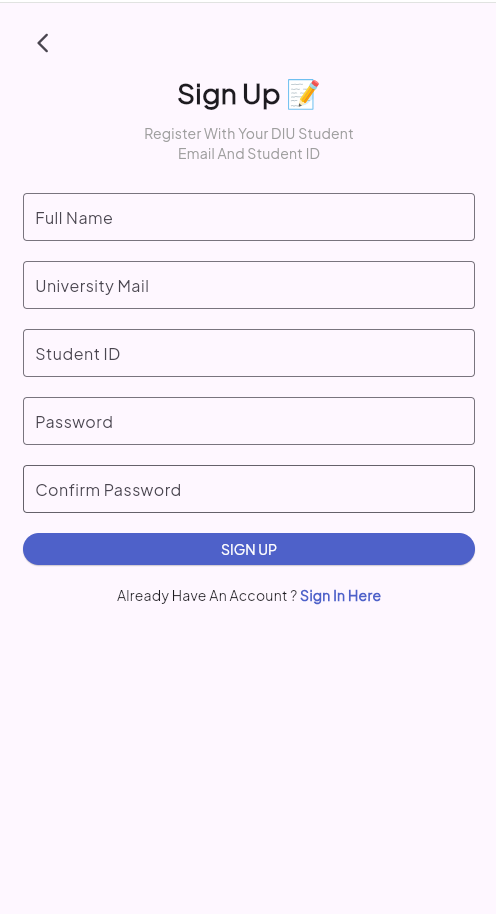 Sign Up 📝
Register With Your DIU Student
Email And Student ID
Full Name
University Mail
Student ID
Password
Confirm Password
SIGN UP
Already Have An Account ? Sign In Here